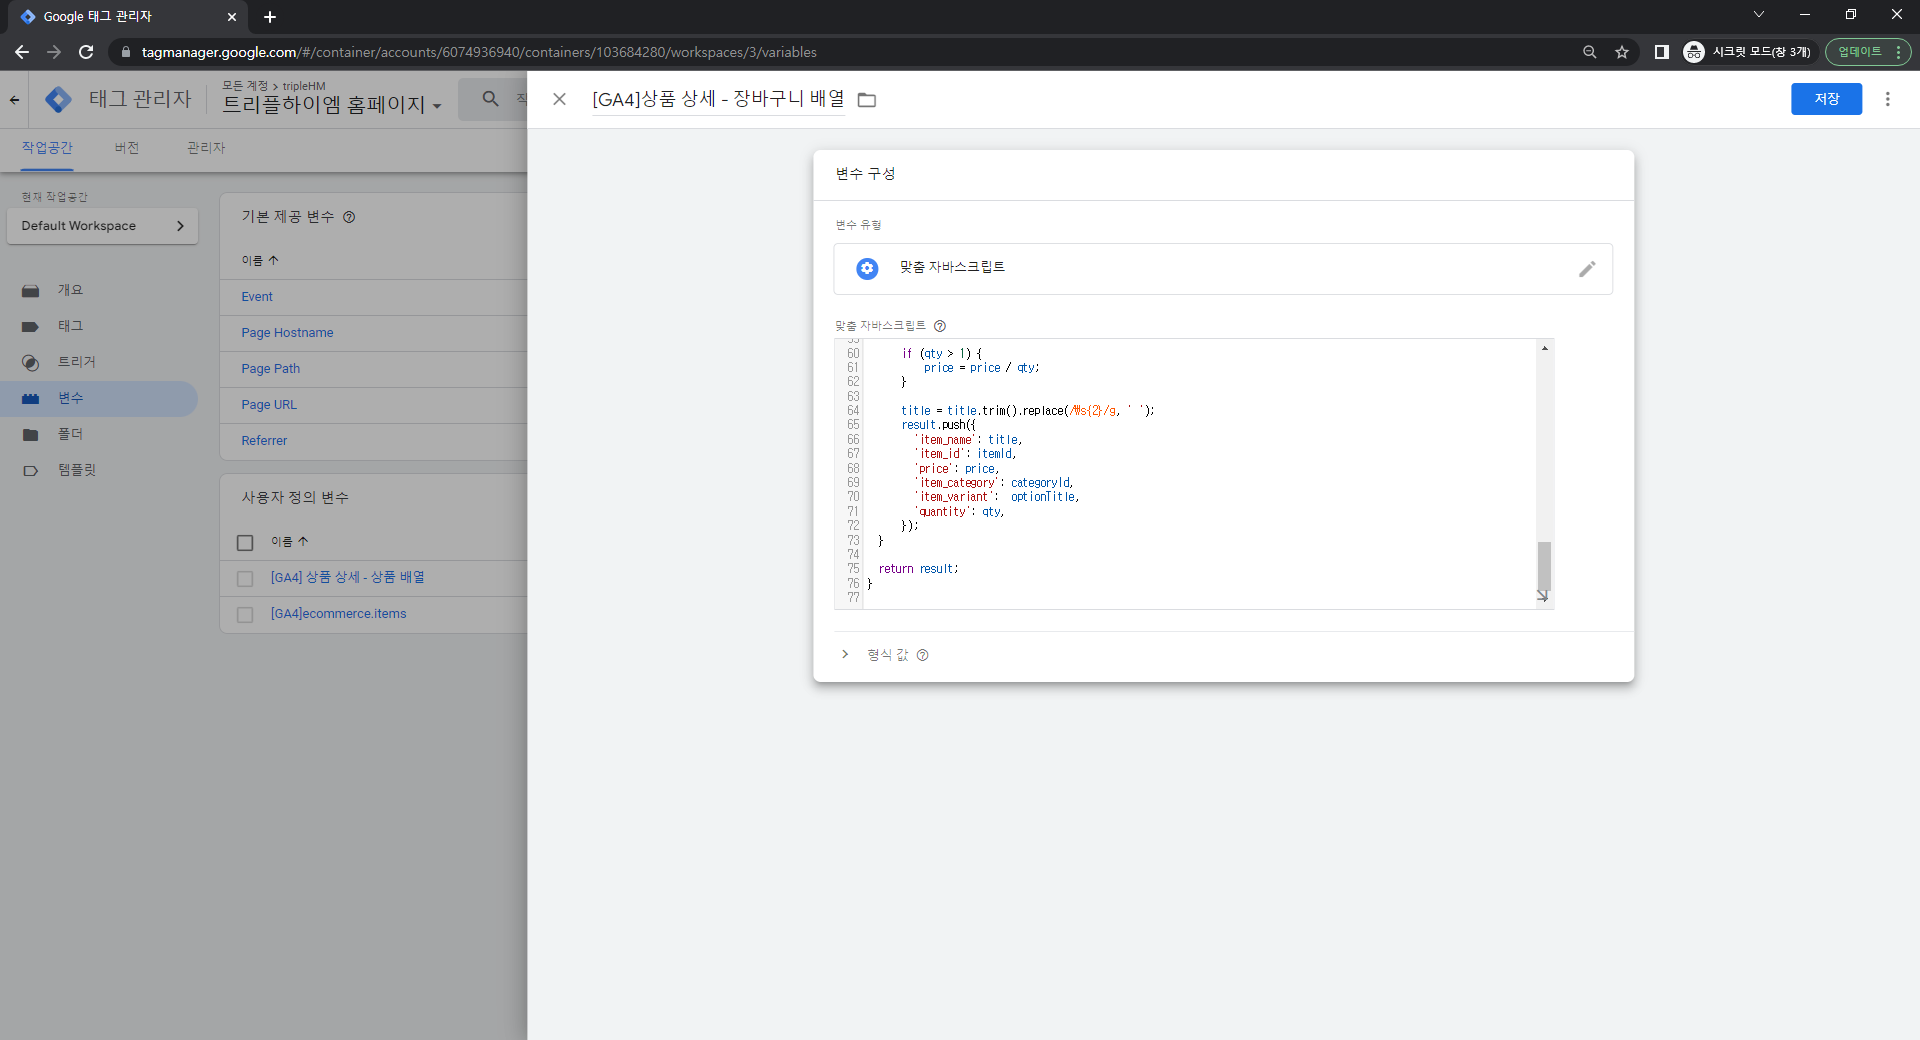 Google 태그 관리자
tagmanager.google.com/#/container/accounts/6074936940/containers/103684280/workspaces/3/variables
시크릿 모드(창 3개)
업데이트
태그 관리자
모든 계정 > tripleHM
트리플하이엠 홈페이지
[GA4]상품 상세 - 장바구니 배열
저장
작업공간
버전
관리자
현재 작업공간
Default Workspace
개요
태그
트리거
변수
폴더
템플릿
기본 제공 변수
이름
Event
Page Hostname
Page Path
Page URL
Referrer
사용자 정의 변수
이름
[GA4] 상품 상세 - 상품 배열
[GA4]ecommerce.items
변수 구성
변수 유형
맞춤 자바스크립트
맞춤 자바스크립트
60 if (qty > 1) {
61 price = price / qty;
62 }
63
64 title = title.trim().replace(/₩s{2}/g, ' ');
65 result.push({
66 'item_name': title,
67 'item_id': itemId,
68 'price': price,
69 'item_category': categoryId,
70 'item_variant': optionTitle,
71 'quantity': qty,
72 });
73 }
74
75 return result;
76 }
77
형식 값